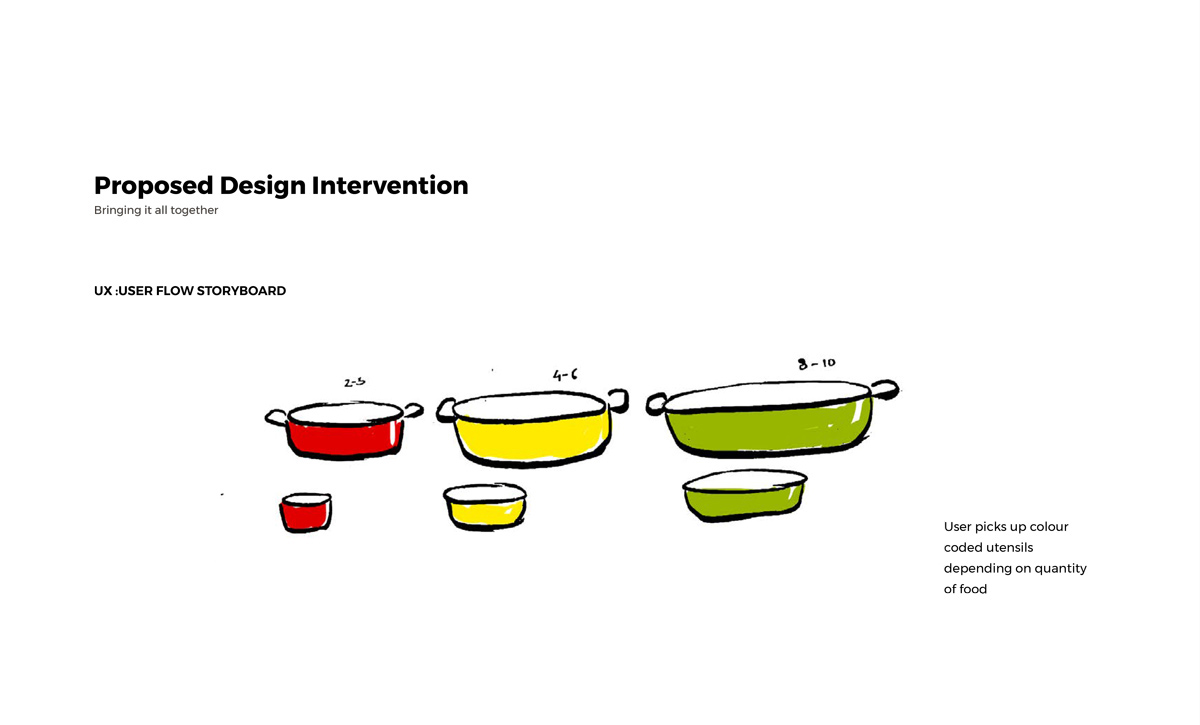 Proposed Design Intervention
Bringing it all together
UX :USER FLOW STORYBOARD
2-5
4-6
8-10
User picks up colour
coded utensils
depending on quantity
of food